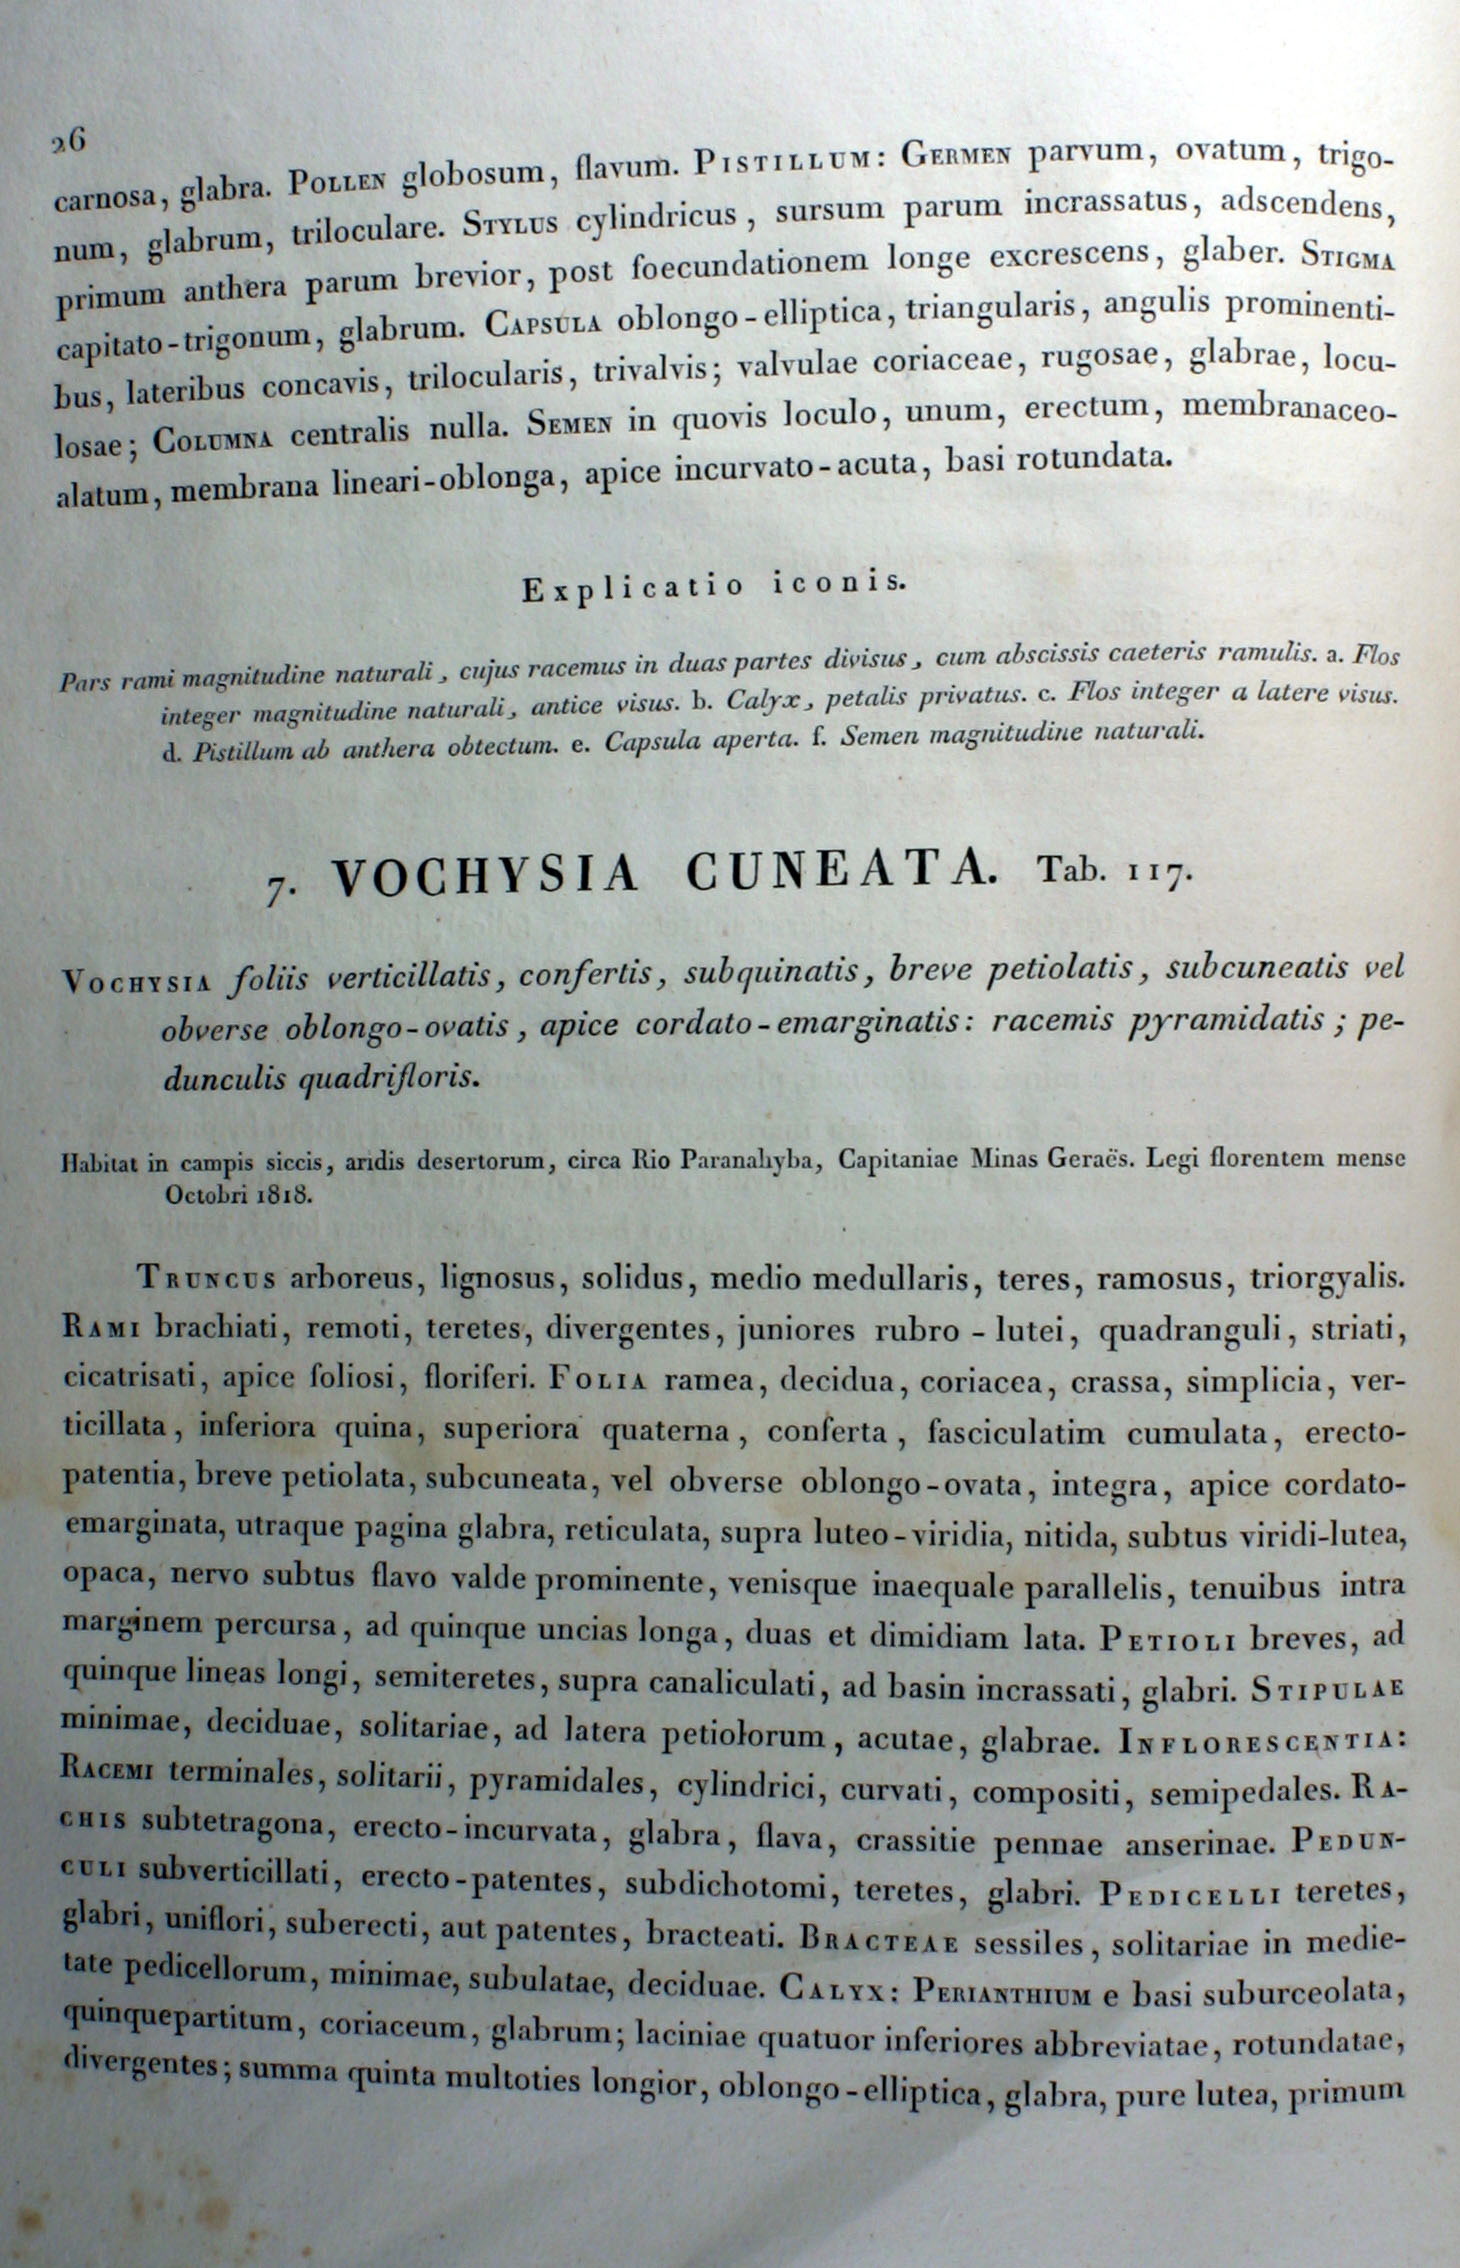 26
carnosa, glabra. Pollen globosum, flavum. Pistillum: Germen parvum, ovatum, trigo-
num, glabrum, triloculare. Stylus cylindricus, sursum parum incrassatus, adscendens,
primum anthera parum brevior, post foecundationem longe excrescens, glaber. Stigma
capitato-trigonum, glabrum. Capsula oblongo-elliptica, triangularis, angulis prominenti-
bus, lateribus concavis, trilocularis, trivalvis; valvulae coriaceae, rugosae, glabrae, locu-
losae; Columna centralis nulla. Semen in quovis loculo, unum, erectum, membranaceo-
alatum, membrana lineari-oblonga, apice incurvato-acuta, basi rotundata.
Explicatio iconis.
Pars rami magnitudine naturali, cujus racemus in duas partes divisus, cum abscissis caeteris ramulis. a. Flos
integer magnitudine naturali, antice visus. b. Calyx, petalis privatus. c. Flos integer a latere visus.
d. Pistillum ab anthera obtectum. e. Capsula aperta. f. Semen magnitudine naturali.
7. VOCHYSIA CUNEATA. Tab. 117.
Vochysia foliis verticillatis, confertis, subquinatis, breve petiolatis, subcuneatis vel
obverse oblongo-ovatis, apice cordato-emarginatis: racemis pyramidatis; pe-
dunculis quadrifloris.
Habitat in campis siccis, aridis desertorum, circa Rio Paranahyba, Capitaniae Minas Geraës. Legi florentem mense
Octobri 1818.
Truncus arboreus, lignosus, solidus, medio medullaris, teres, ramosus, triorgyalis.
Rami brachiati, remoti, teretes, divergentes, juniores rubro-lutei, quadranguli, striati,
cicatrisati, apice foliosi, floriferi. Folia ramea, decidua, coriacea, crassa, simplicia, ver-
ticillata, inferiora quina, superiora quaterna, conferta, fasciculatim cumulata, erecto-
patentia, breve petiolata, subcuneata, vel obverse oblongo-ovata, integra, apice cordato-
emarginata, utraque pagina glabra, reticulata, supra luteo-viridia, nitida, subtus viridi-lutea,
opaca, nervo subtus flavo valde prominente, venisque inaequale parallelis, tenuibus intra
marginem percursa, ad quinque uncias longa, duas et dimidiam lata. Petioli breves, ad
quinque lineas longi, semiteretes, supra canaliculati, ad basin incrassati, glabri. Stipulae
minimae, deciduae, solitariae, ad latera petiolorum, acutae, glabrae. Inflorescentia:
Racemi terminales, solitarii, pyramidales, cylindrici, curvati, compositi, semipedales. Ra-
chis subtetragona, erecto-incurvata, glabra, flava, crassitie pennae anserinae. Pedun-
culi subverticillati, erecto-patentes, subdichotomi, teretes, glabri. Pedicelli teretes,
glabri, uniflori, suberecti, aut patentes, bracteati. Bracteae sessiles, solitariae in medie-
tate pedicellorum, minimae, subulatae, deciduae. Calyx: Perianthium e basi suburceolata,
quinquepartitum, coriaceum, glabrum; laciniae quatuor inferiores abbreviatae, rotundatae,
divergentes; summa quinta multoties longior, oblongo-elliptica, glabra, pure lutea, primum